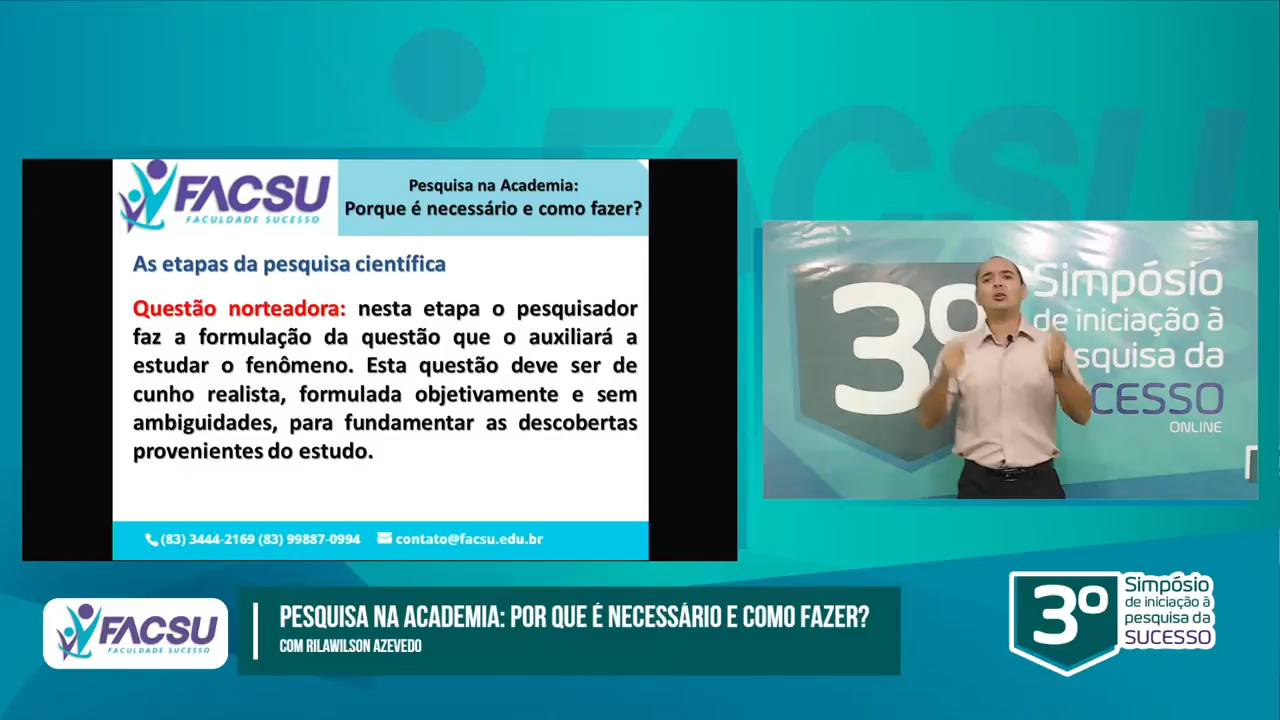 FACSU
FACSU
FACULDADE SUCESSO
Pesquisa na Academia:
Porque é necessário e como fazer?
As etapas da pesquisa científica
Questão norteadora: nesta etapa o pesquisador
faz a formulação da questão que o auxiliará a
estudar o fenômeno. Esta questão deve ser de
cunho realista, formulada objetivamente e sem
ambiguidades, para fundamentar as descobertas
provenientes do estudo.
(83) 3444-2169 (83) 99887-0994 contato@facsu.edu.br
3º
Simpósio
de iniciação à
esquisa da
CESSO
ONLINE
FACSU
FACULDADE SUCESSO
PESQUISA NA ACADEMIA: POR QUE É NECESSÁRIO E COMO FAZER?
COM RILAWILSON AZEVEDO
3º
Simpósio
de iniciação à
pesquisa da
SUCESSO